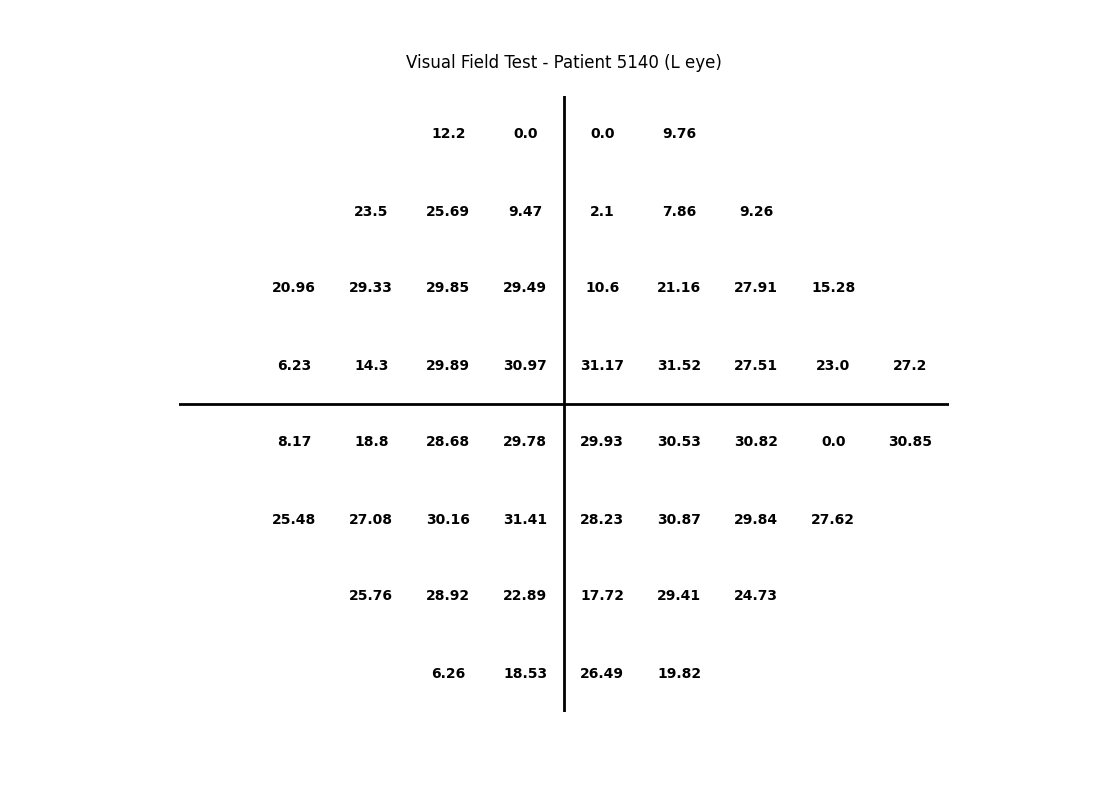 Visual Field Test - Patient 5140 (L eye)
12.2 0.0 0.0 9.76
23.5 25.69 9.47 2.1 7.86 9.26
20.96 29.33 29.85 29.49 10.6 21.16 27.91 15.28
6.23 14.3 29.89 30.97 31.17 31.52 27.51 23.0 27.2
8.17 18.8 28.68 29.78 29.93 30.53 30.82 0.0 30.85
25.48 27.08 30.16 31.41 28.23 30.87 29.84 27.62
25.76 28.92 22.89 17.72 29.41 24.73
6.26 18.53 26.49 19.82